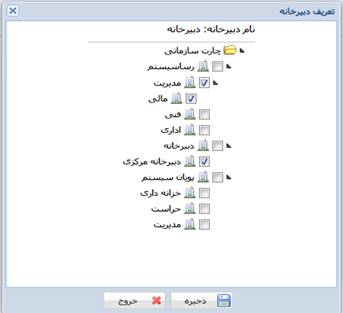 تعریف دبیرخانه
نام دبیرخانه: دبیرخانه
چارت سازمانی
رساسیستم
مدیریت
مالی
فنی
اداری
دبیرخانه
دبیرخانه مرکزی
پویان سیستم
خزانه داری
حراست
مدیریت
ذخیره
خروج